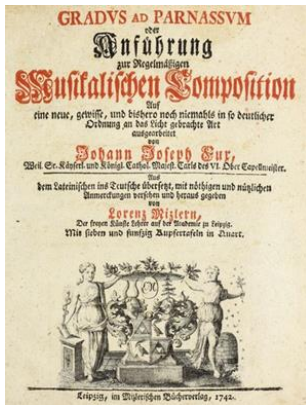 GRADVS AD PARNASSVM
oder
Anführung
zur Regelmäßigen
Musikalischen Composition
Auf
eine neue, gewisse, und bishero noch niemahls in so deutlicher
Ordnung an das Licht gebrachte Art
ausgearbeitet
von
Johann Joseph Fux,
Weil. Sr. Käyserl. und Königl. Cathol. Majest. Carls des VI. Ober-Capellmeister.
Aus
dem Lateinischen ins Teutsche übersetzt, mit nöthigen und nützlichen
Anmerckungen versehen und heraus gegeben
von
Lorenz Mizlern,
Der freyen Künste Lehrer auf der Academie zu Leipzig.
Mit sieben und funfzig Kupfertafeln in Quart.
Leipzig, im Mizlerischen Bücherverlag, 1742.